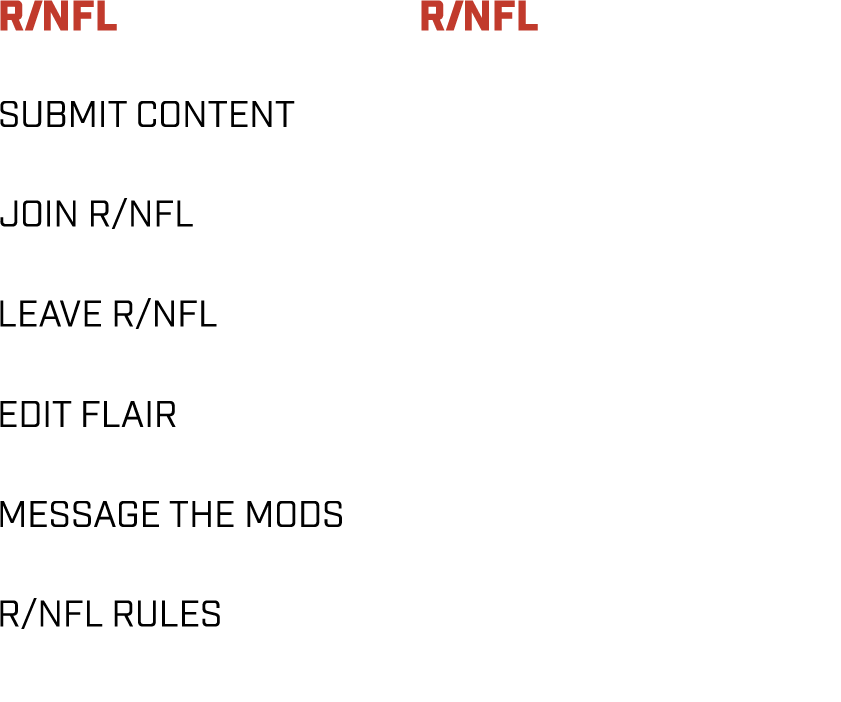 R/NFL R/NFL
SUBMIT CONTENT
JOIN R/NFL
LEAVE R/NFL
EDIT FLAIR
MESSAGE THE MODS
R/NFL RULES